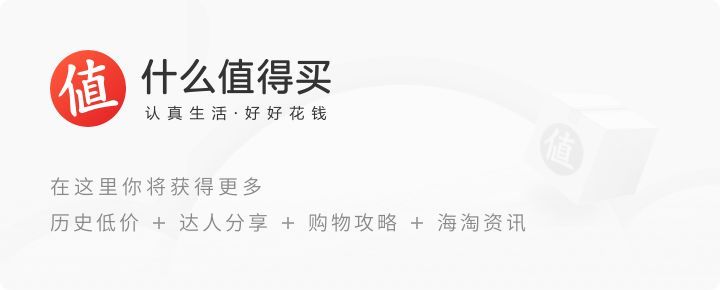 值
什么值得买
认真生活·好好花钱
值
在这里你将获得更多
历史低价 + 达人分享 + 购物攻略 + 海淘资讯